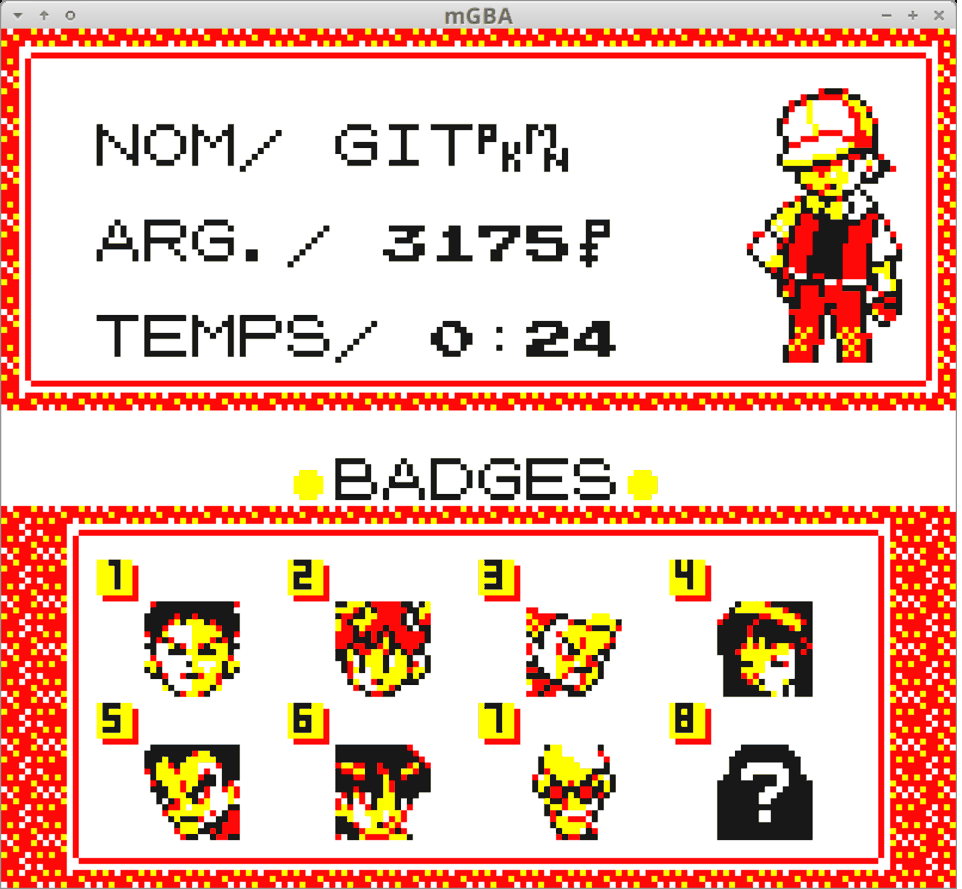 mGBA
NOM/ GITPKMN
ARG./ 3175₽
TEMPS/ 0:24
BADGES
1 2 3 4
5 6 7 8
?